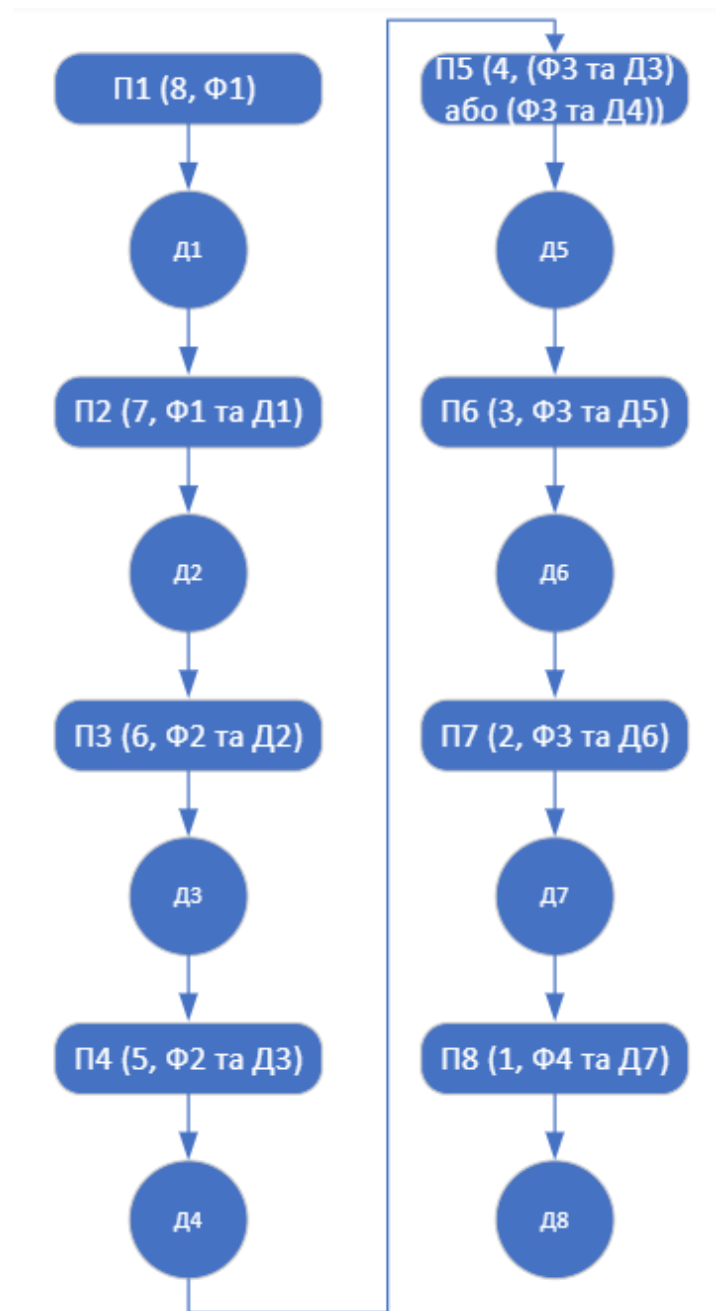 П1 (8, Ф1)
Д1
П2 (7, Ф1 та Д1)
Д2
П3 (6, Ф2 та Д2)
Д3
П4 (5, Ф2 та Д3)
Д4
П5 (4, (Ф3 та Д3)
або (Ф3 та Д4))
Д5
П6 (3, Ф3 та Д5)
Д6
П7 (2, Ф3 та Д6)
Д7
П8 (1, Ф4 та Д7)
Д8